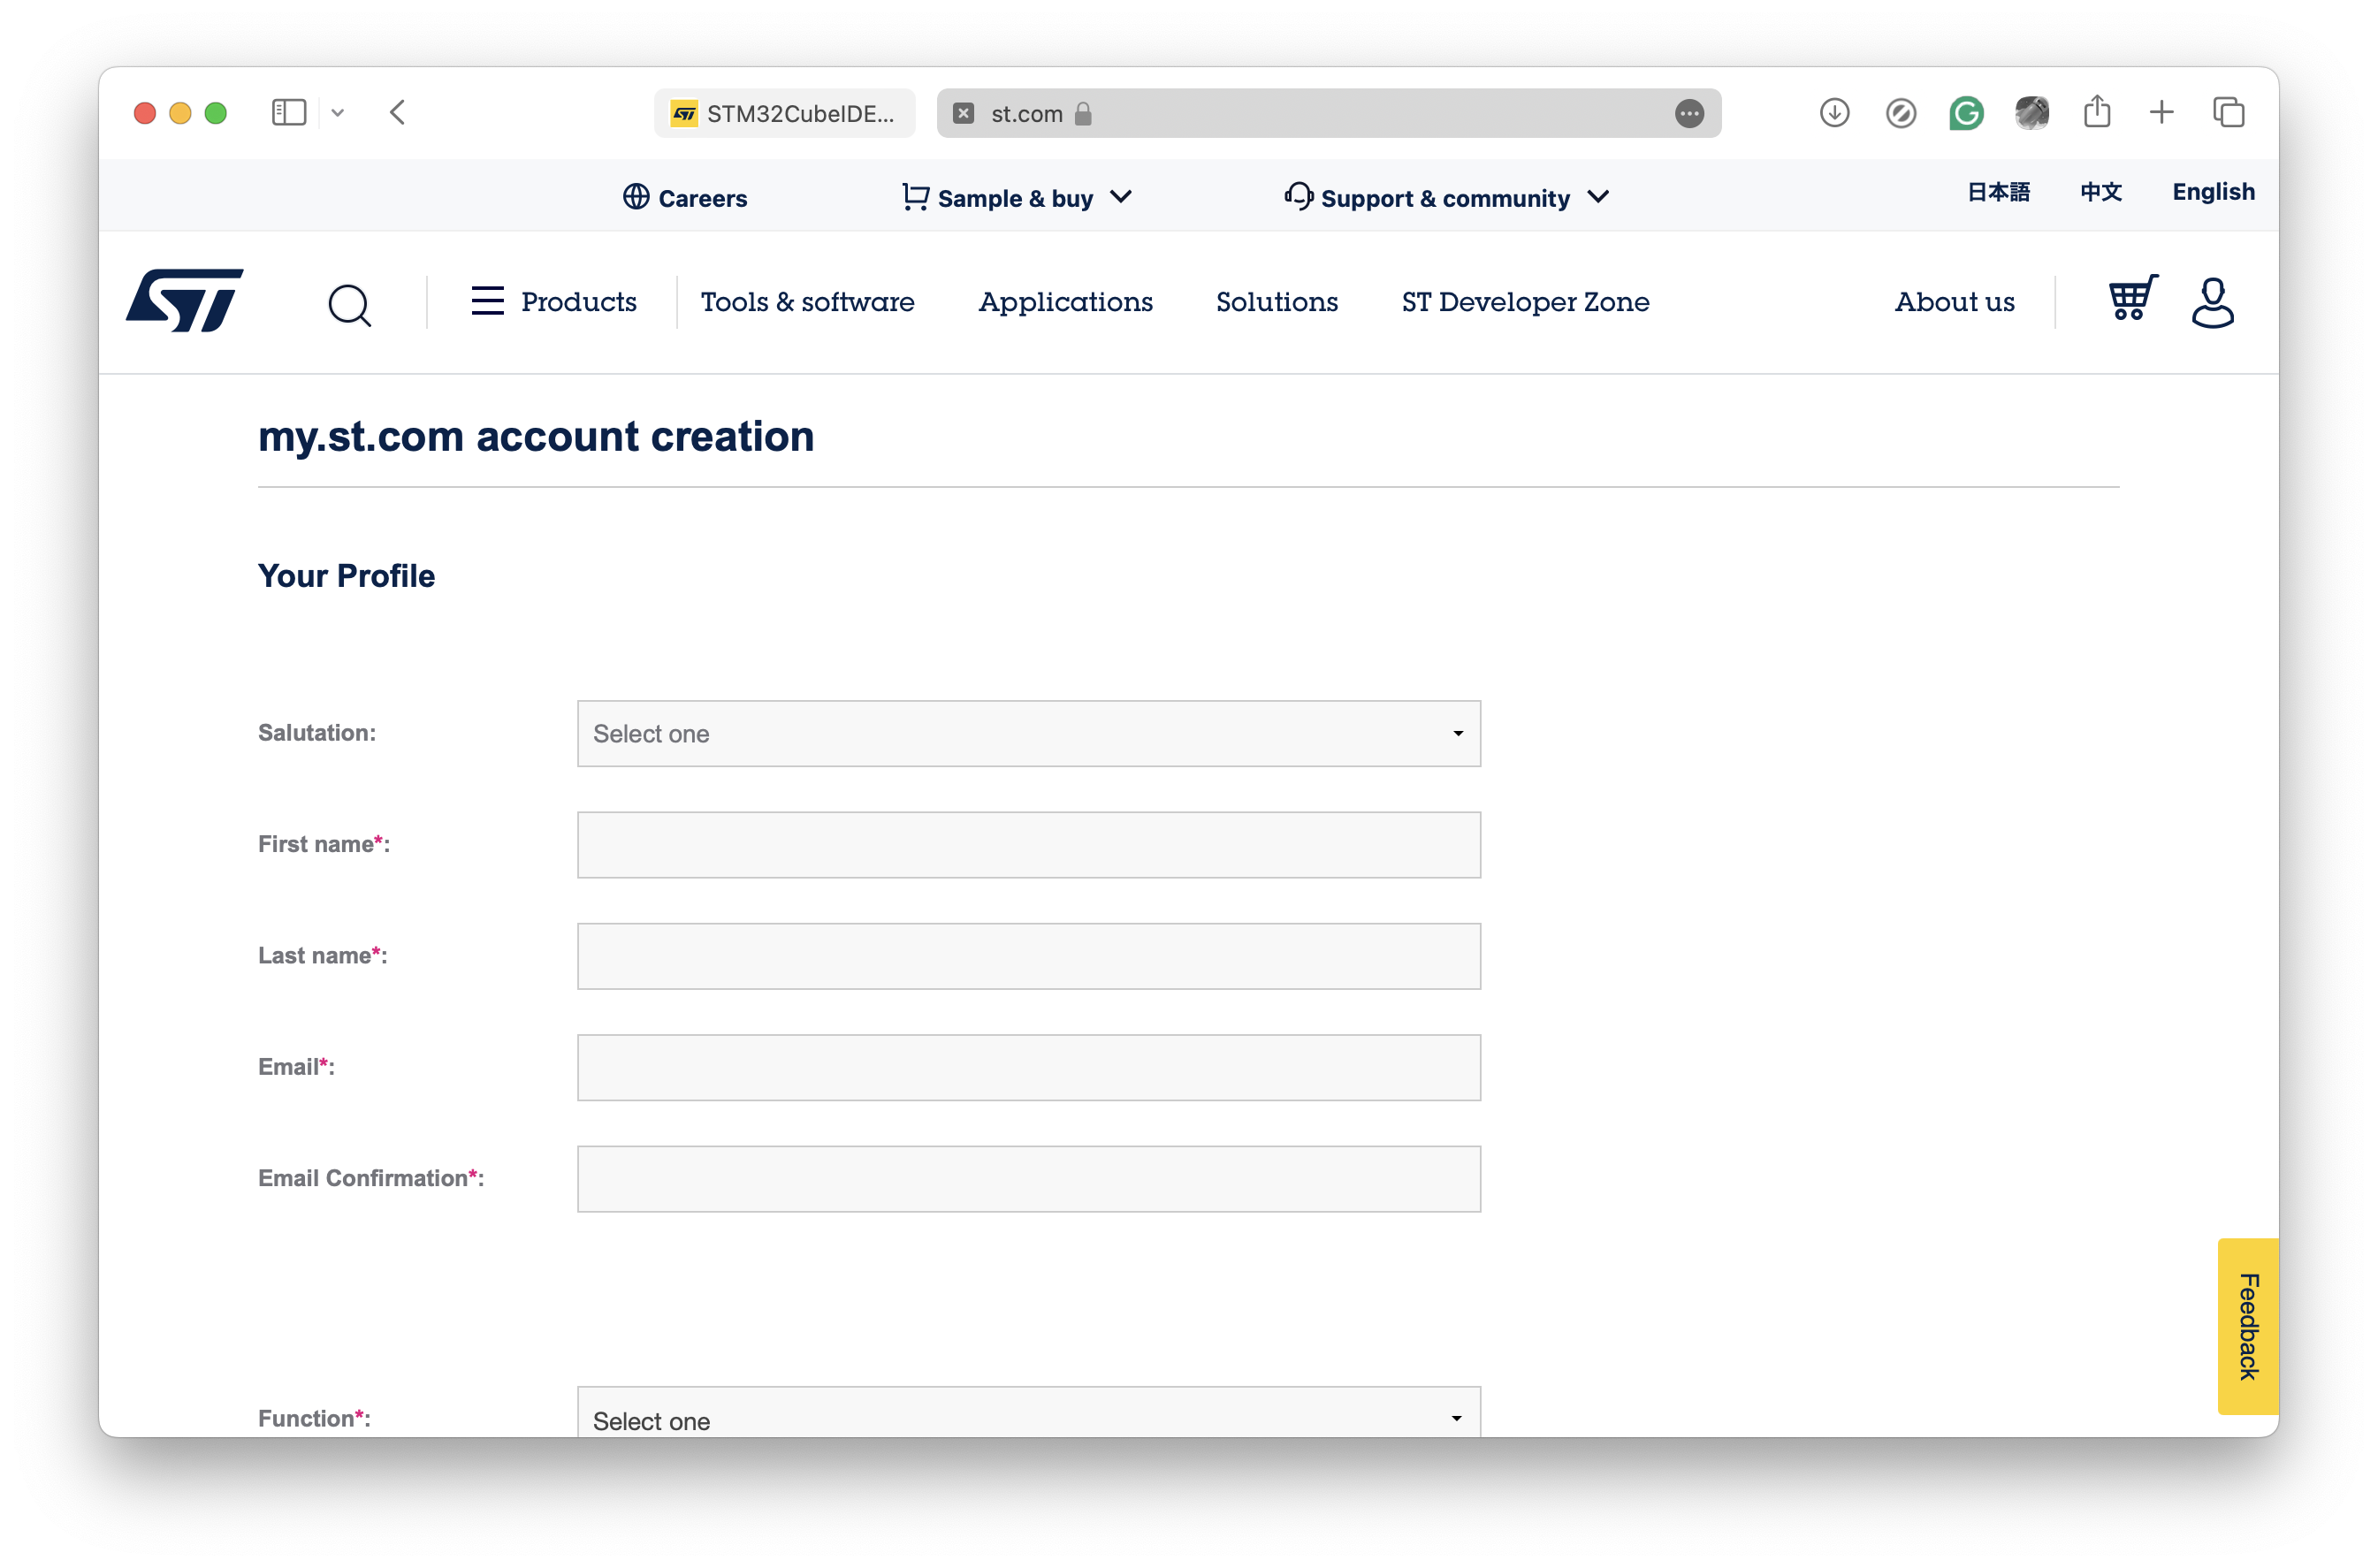 STM32CubeIDE...
st.com
Careers
Sample & buy
Support & community
日本語
中文
English
ST
Products
Tools & software
Applications
Solutions
ST Developer Zone
About us
my.st.com account creation
Your Profile
Salutation:
Select one
First name*:
Last name*:
Email*:
Email Confirmation*:
Function*:
Select one
Feedback